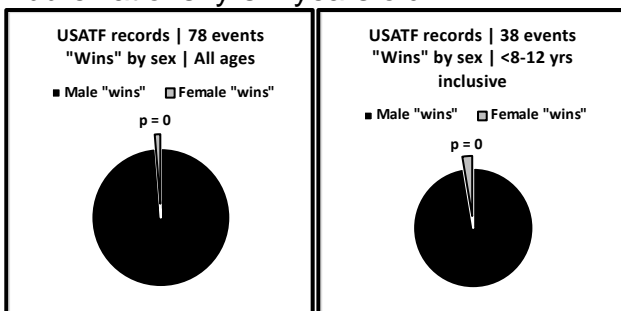 USATF records | 78 events
"Wins" by sex | All ages
Male "wins" Female "wins"
p = 0
USATF records | 38 events
"Wins" by sex | <8-12 yrs
inclusive
Male "wins" Female "wins"
p = 0